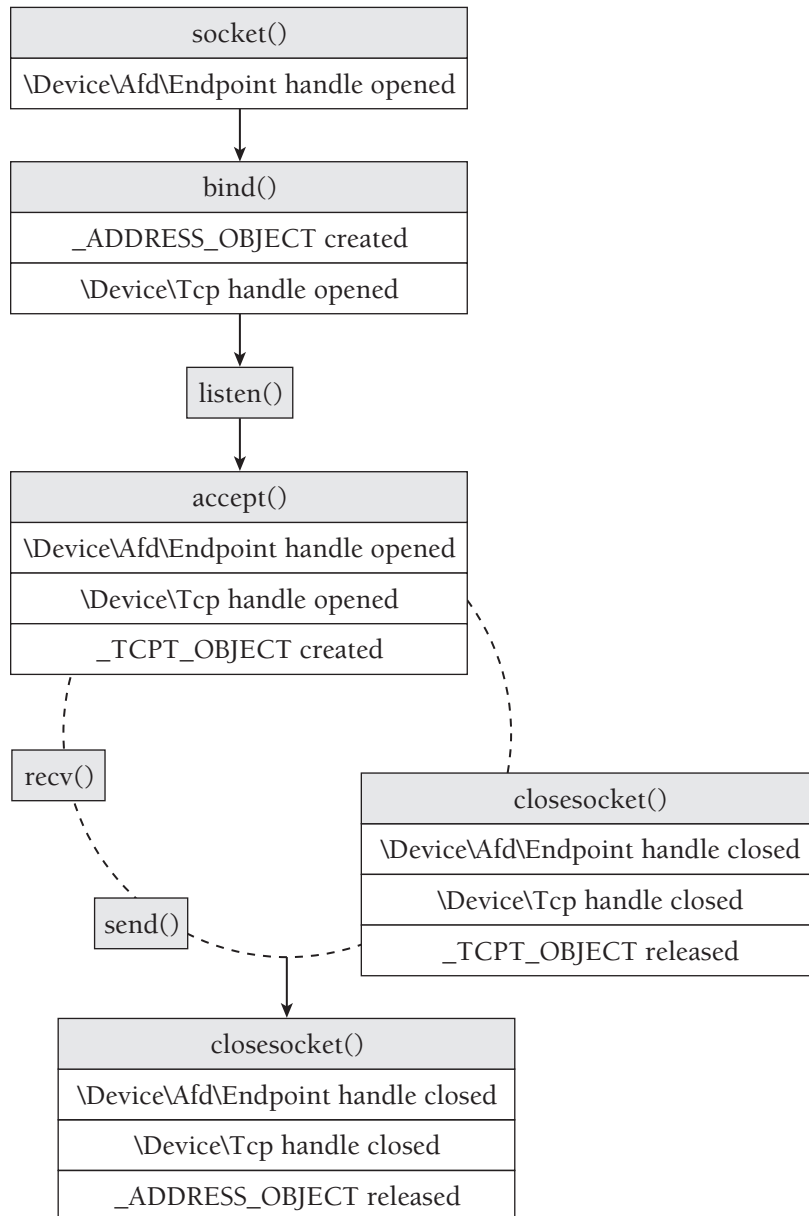 socket()
\Device\Afd\Endpoint handle opened
bind()
_ADDRESS_OBJECT created
\Device\Tcp handle opened
listen()
accept()
\Device\Afd\Endpoint handle opened
\Device\Tcp handle opened
_TCPT_OBJECT created
recv()
send()
closesocket()
\Device\Afd\Endpoint handle closed
\Device\Tcp handle closed
_TCPT_OBJECT released
closesocket()
\Device\Afd\Endpoint handle closed
\Device\Tcp handle closed
_ADDRESS_OBJECT released